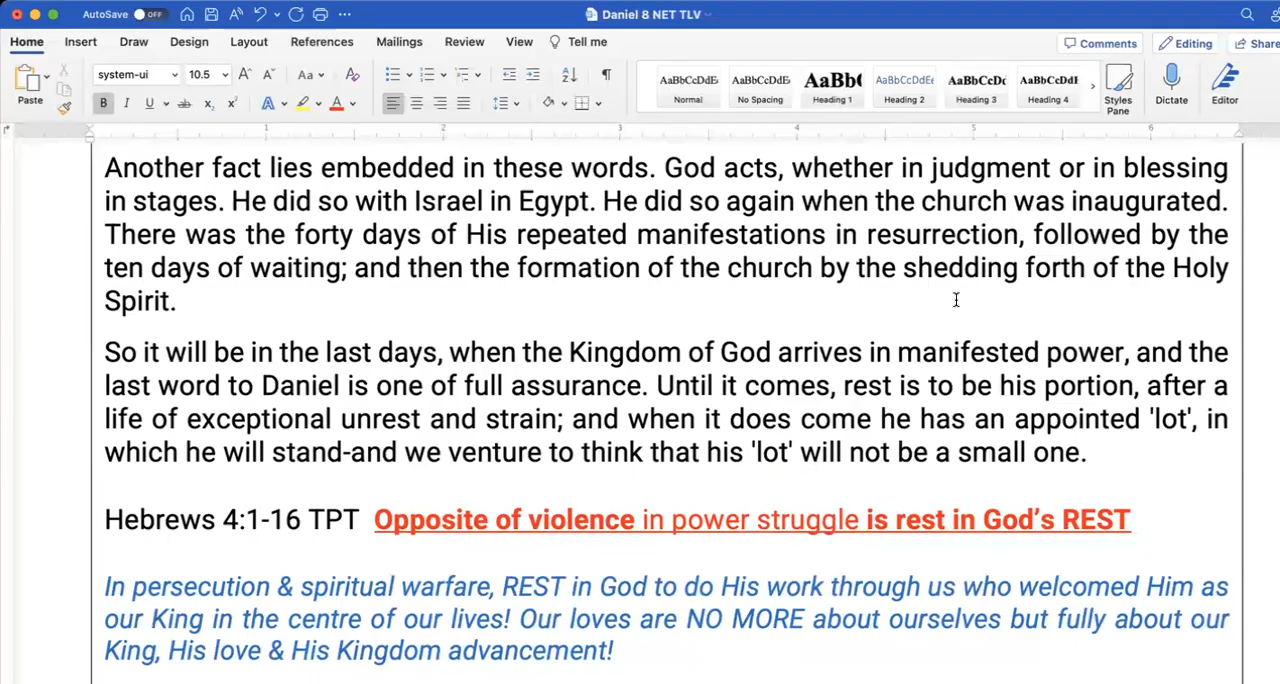 AutoSave OFF
Daniel 8 NET TLV
Home Insert Draw Design Layout References Mailings Review View Tell me
Comments Editing Share
Paste
system-ui 10.5
AaBbCcDdEe Normal
AaBbCcDdEe No Spacing
AaBb( Heading 1
AaBbCcDdEe Heading 2
AaBbCcDc Heading 3
AaBbCcDdE Heading 4
Styles Pane
Dictate
Editor
1 2 3 4 5 6
Another fact lies embedded in these words. God acts, whether in judgment or in blessing
in stages. He did so with Israel in Egypt. He did so again when the church was inaugurated.
There was the forty days of His repeated manifestations in resurrection, followed by the
ten days of waiting; and then the formation of the church by the shedding forth of the Holy
Spirit.
So it will be in the last days, when the Kingdom of God arrives in manifested power, and the
last word to Daniel is one of full assurance. Until it comes, rest is to be his portion, after a
life of exceptional unrest and strain; and when it does come he has an appointed 'lot', in
which he will stand-and we venture to think that his 'lot' will not be a small one.
Hebrews 4:1-16 TPT Opposite of violence in power struggle is rest in God’s REST
In persecution & spiritual warfare, REST in God to do His work through us who welcomed Him as
our King in the centre of our lives! Our loves are NO MORE about ourselves but fully about our
King, His love & His Kingdom advancement!